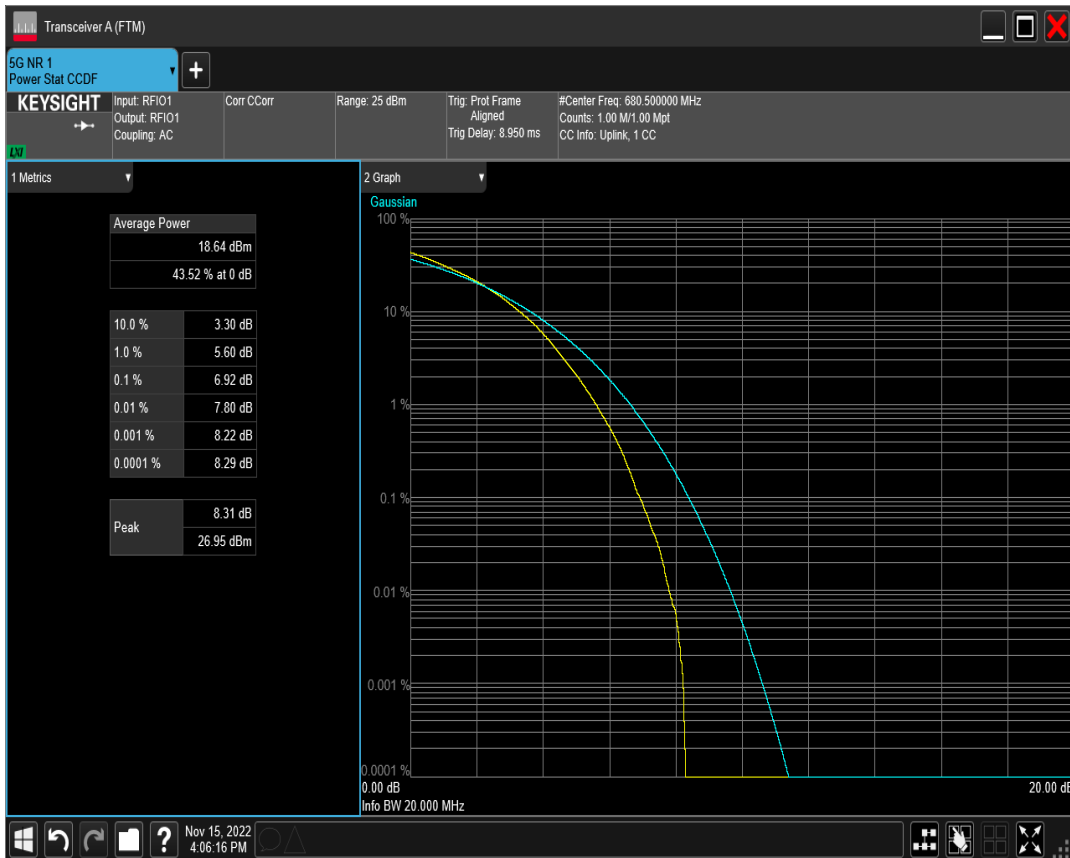 Transceiver A (FTM)
5G NR 1
Power Stat CCDF
+
KEYSIGHT
LXI
Input: RFIO1
Output: RFIO1
Coupling: AC
Corr CCorr
Range: 25 dBm
Trig: Prot Frame
Aligned
Trig Delay: 8.950 ms
#Center Freq: 680.500000 MHz
Counts: 1.00 M/1.00 Mpt
CC Info: Uplink, 1 CC
1 Metrics
Average Power
18.64 dBm
43.52 % at 0 dB
10.0 % 3.30 dB
1.0 % 5.60 dB
0.1 % 6.92 dB
0.01 % 7.80 dB
0.001 % 8.22 dB
0.0001 % 8.29 dB
Peak 8.31 dB
26.95 dBm
2 Graph
Gaussian
100 %
10 %
1 %
0.1 %
0.01 %
0.001 %
0.0001 %
0.00 dB 20.00 dB
Info BW 20.000 MHz
? Nov 15, 2022
4:06:16 PM